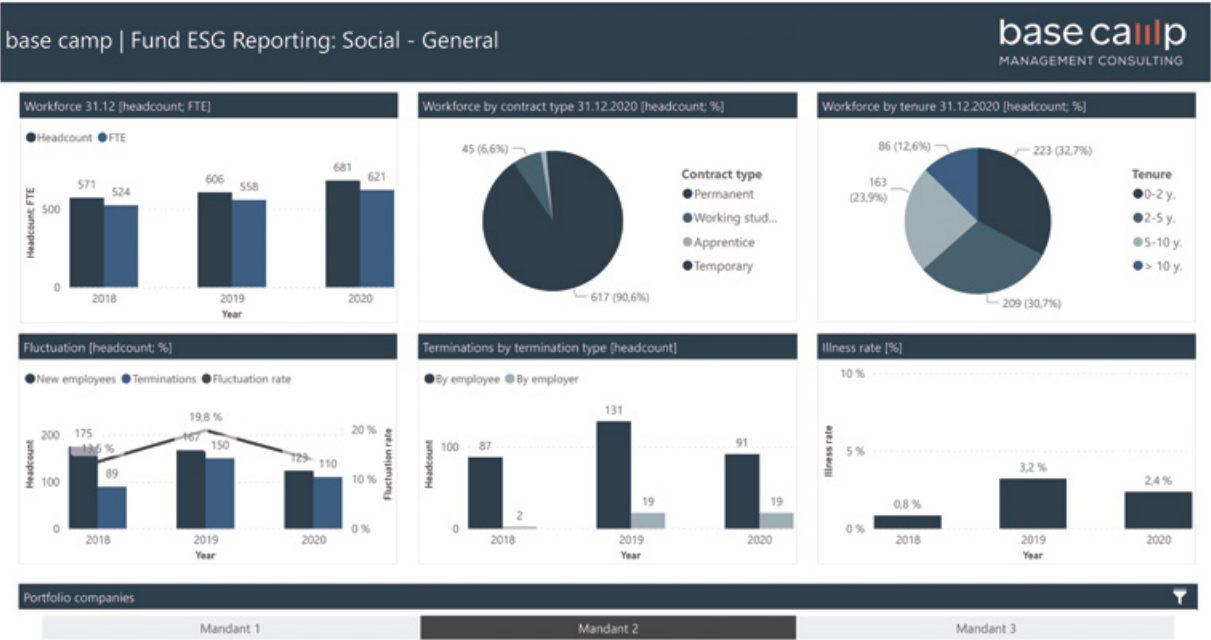 base camp | Fund ESG Reporting: Social - General
base camp
MANAGEMENT CONSULTING
Workforce 31.12 [headcount; FTE]
Headcount FTE
Headcount; FTE
500
0
571
524
606
558
681
621
2018
2019
2020
Year
Workforce by contract type 31.12.2020 [headcount; %]
45 (6,6%)
617 (90,6%)
Contract type
Permanent
Working stud...
Apprentice
Temporary
Workforce by tenure 31.12.2020 [headcount; %]
86 (12,6%)
223 (32,7%)
163
(23,9%)
209 (30,7%)
Tenure
0-2 y.
2-5 y.
5-10 y.
> 10 y.
Fluctuation [headcount; %]
New employees Terminations Fluctuation rate
Headcount
200
100
0
175
13,5 %
89
19,8 %
167
150
123
110
20 %
10 %
0 %
Fluctuation rate
2018
2019
2020
Year
Terminations by termination type [headcount]
By employee By employer
Headcount
100
0
87
2
131
19
91
19
2018
2019
2020
Year
Illness rate [%]
Illness rate
10 %
5 %
0 %
0,8 %
3,2 %
2,4 %
2018
2019
2020
Year
Portfolio companies
Mandant 1
Mandant 2
Mandant 3